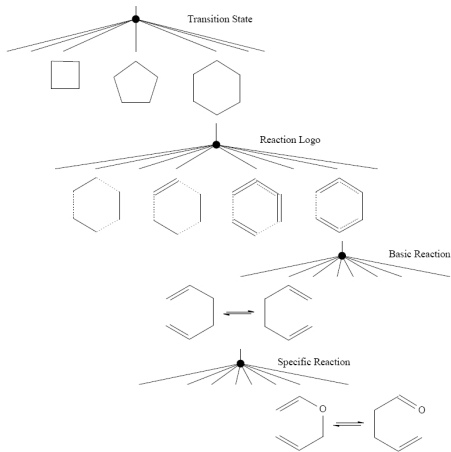 Transition State
Reaction Logo
Basic Reaction
Specific Reaction
O
O